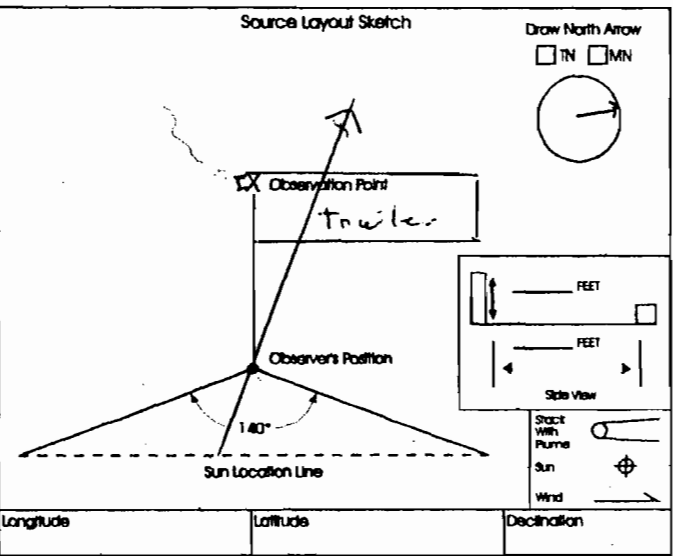 Source Layout Sketch
Draw North Arrow
TN MN
X Observation Point
trailer
FEET
Observer's Position
FEET
140°
Side View
Sun Location Line
Stack
With
Plume
Sun
Wind
Longitude Latitude Declination